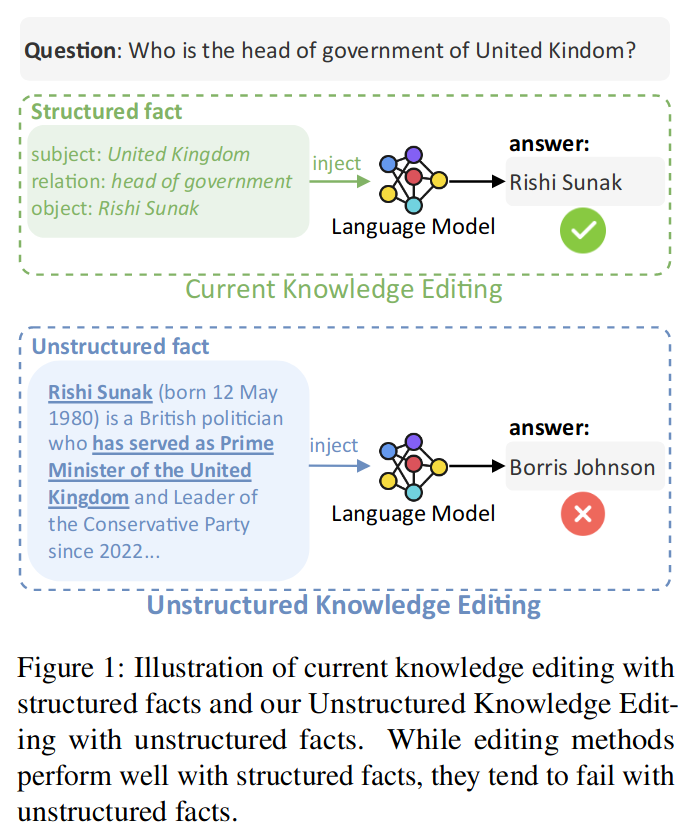 Question: Who is the head of government of United Kindom?
Structured fact
subject: United Kingdom
relation: head of government
object: Rishi Sunak
inject
Language Model
answer:
Rishi Sunak
Current Knowledge Editing
Unstructured fact
Rishi Sunak (born 12 May
1980) is a British politician
who has served as Prime
Minister of the United
Kingdom and Leader of
the Conservative Party
since 2022...
inject
Language Model
answer:
Borris Johnson
Unstructured Knowledge Editing
Figure 1: Illustration of current knowledge editing with
structured facts and our Unstructured Knowledge Edit-
ing with unstructured facts. While editing methods
perform well with structured facts, they tend to fail with
unstructured facts.